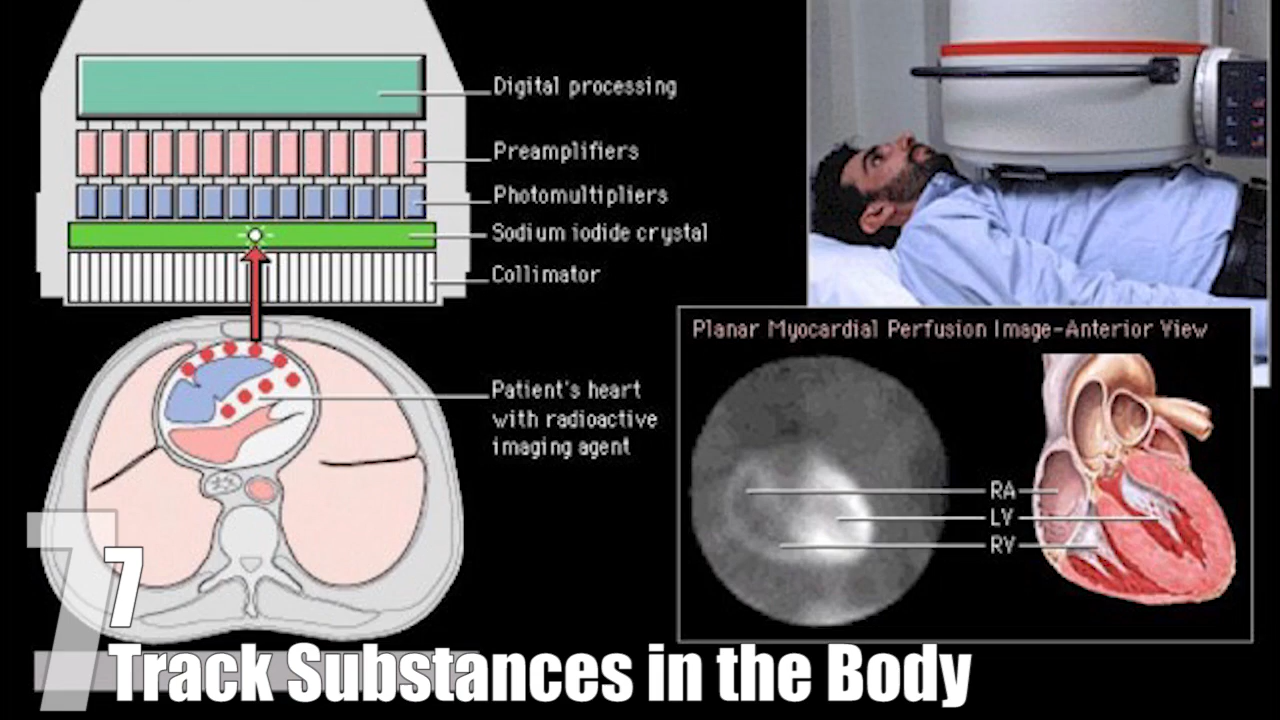 Digital processing
Preamplifiers
Photomultipliers
Sodium iodide crystal
Collimator
Patient's heart
with radioactive
imaging agent
Planar Myocardial Perfusion Image-Anterior View
RA
LV
RV
7
7
Track Substances in the Body